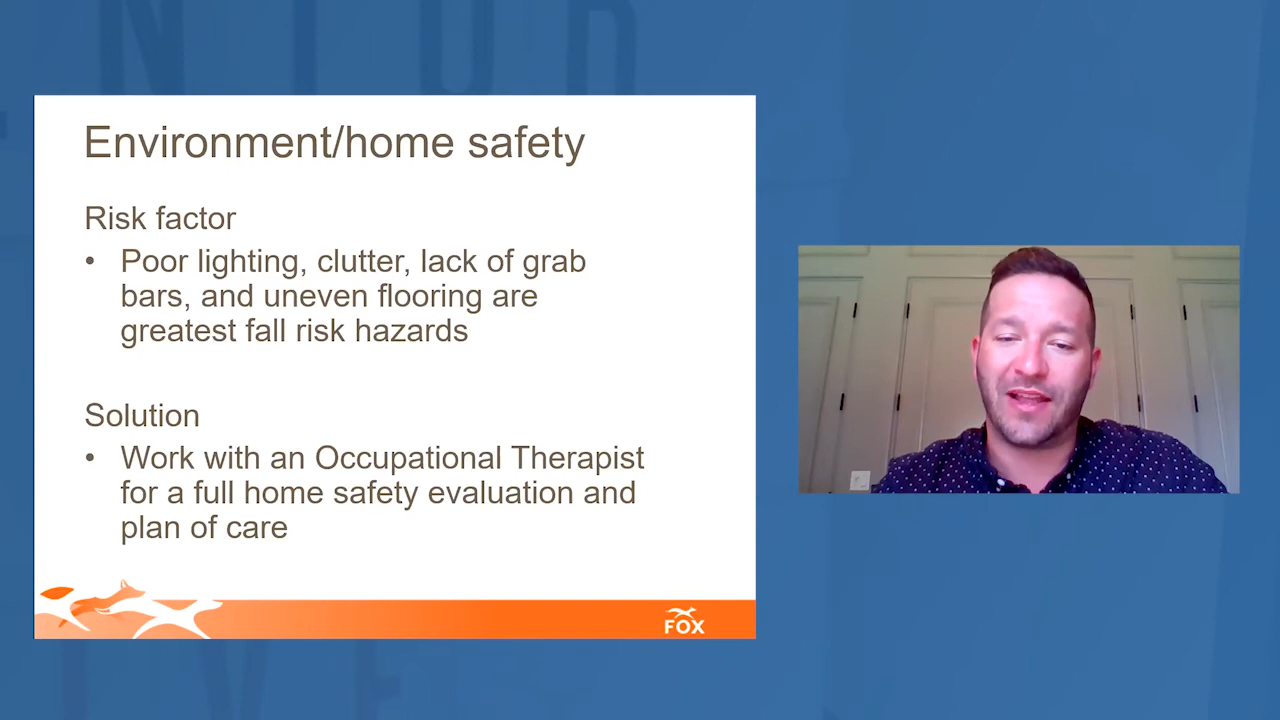 Environment/home safety
Risk factor
• Poor lighting, clutter, lack of grab
bars, and uneven flooring are
greatest fall risk hazards
Solution
• Work with an Occupational Therapist
for a full home safety evaluation and
plan of care
FOX